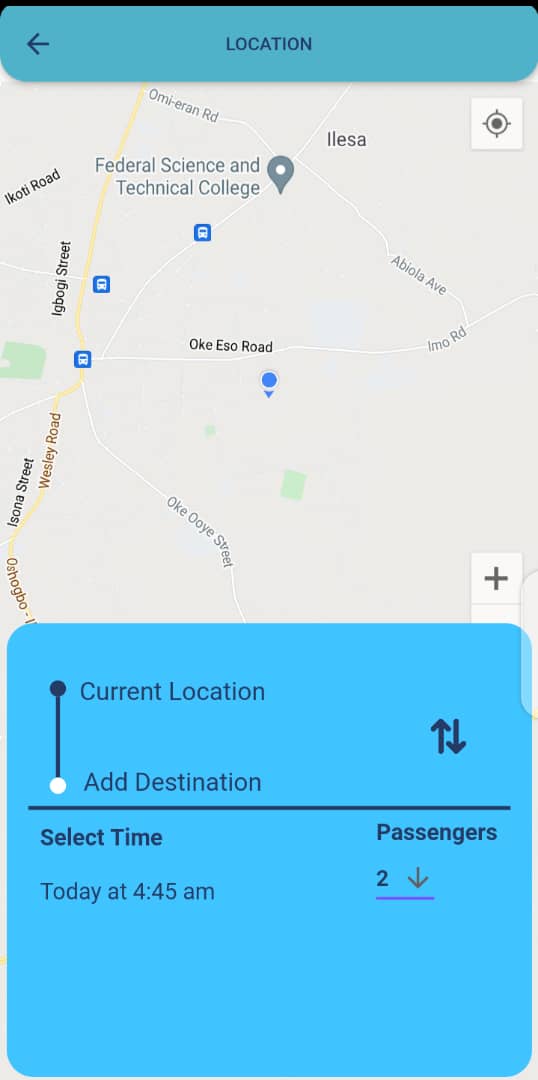 LOCATION
Omi-eran Rd
Ilesa
Federal Science and
Technical College
Ikoti Road
Igbogi Street
Abiola Ave
Oke Eso Road
Imo Rd
Wesley Road
Isona Street
Oke Ooye Street
Oshogbo - I
Current Location
Add Destination
Select Time
Passengers
Today at 4:45 am
2